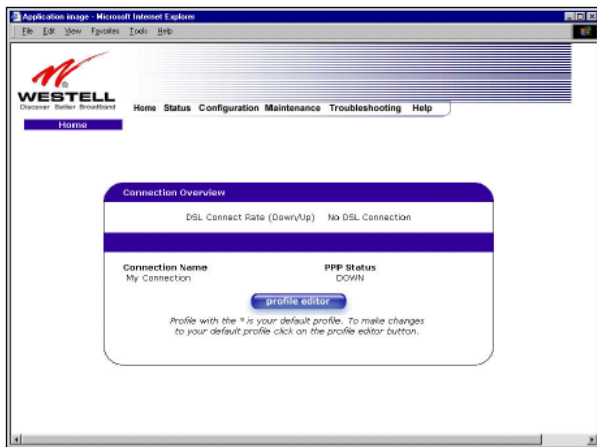 Application image - Microsoft Internet Explorer
File Edit View Favorites Tools Help
WESTELL
Discover Better Broadband
Home Status Configuration Maintenance Troubleshooting Help
Home
Connection Overview
DSL Connect Rate (Down/Up) No DSL Connection
Connection Name PPP Status
My Connection DOWN
profile editor
Profile with the * is your default profile. To make changes
to your default profile click on the profile editor button.